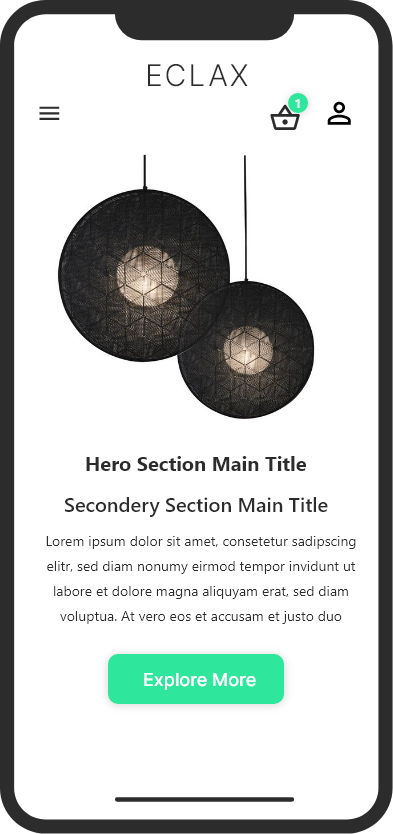 ECLAX
1
Hero Section Main Title
Secondery Section Main Title
Lorem ipsum dolor sit amet, consetetur sadipscing
elitr, sed diam nonumy eirmod tempor invidunt ut
labore et dolore magna aliquyam erat, sed diam
voluptua. At vero eos et accusam et justo duo
Explore More